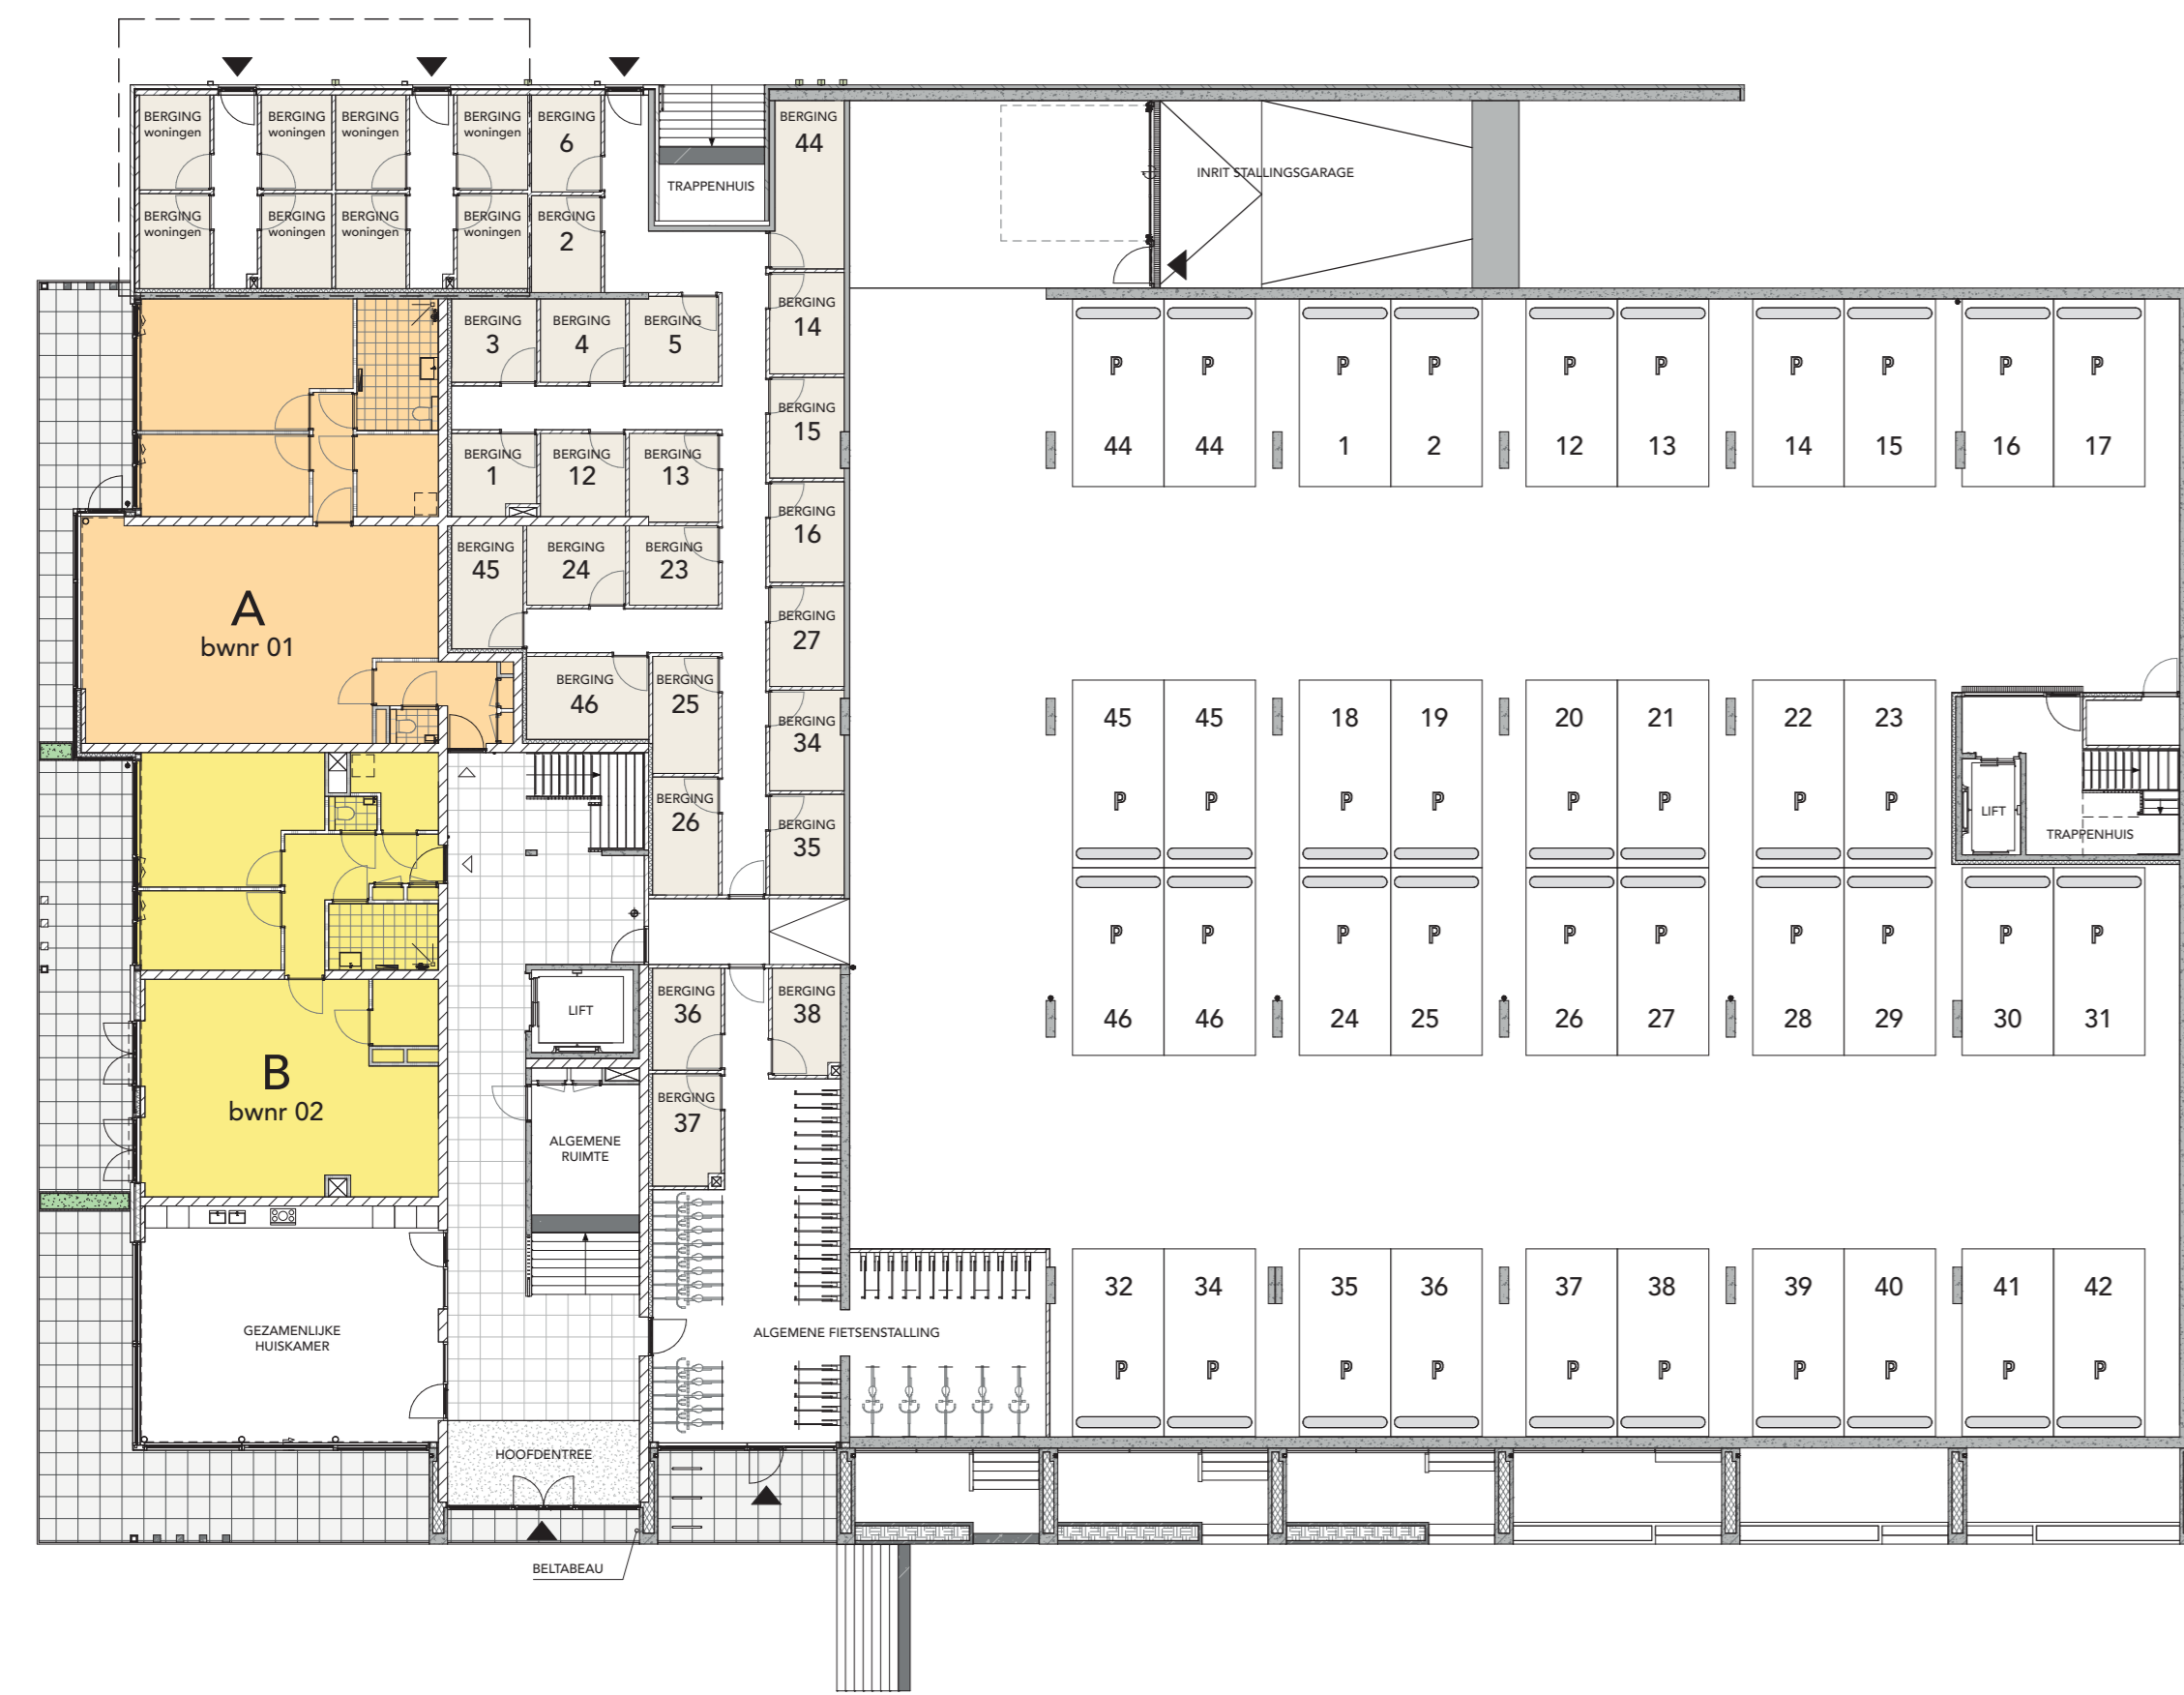 BERGING
woningen
BERGING
woningen
BERGING
woningen
BERGING
woningen
BERGING
6
BERGING
woningen
BERGING
woningen
BERGING
woningen
BERGING
woningen
BERGING
2
TRAPPENHUIS
BERGING
44
INRIT STALLINGSGARAGE
BERGING
3
BERGING
4
BERGING
5
BERGING
14
BERGING
15
BERGING
1
BERGING
12
BERGING
13
BERGING
16
BERGING
45
BERGING
24
BERGING
23
BERGING
27
A
bwnr 01
BERGING
46
BERGING
25
BERGING
34
BERGING
26
BERGING
35
P P P P P P P P P P
44 44 1 2 12 13 14 15 16 17
45 45 18 19 20 21 22 23
P P P P P P P P
LIFT
TRAPPENHUIS
P P P P P P P P P P
46 46 24 25 26 27 28 29 30 31
LIFT
BERGING
36
BERGING
38
BERGING
37
B
bwnr 02
ALGEMENE
RUIMTE
32 34 35 36 37 38 39 40 41 42
P P P P P P P P P P
GEZAMENLIJKE
HUISKAMER
ALGEMENE FIETSENSTALLING
HOOFDENTREE
BELTABEAU